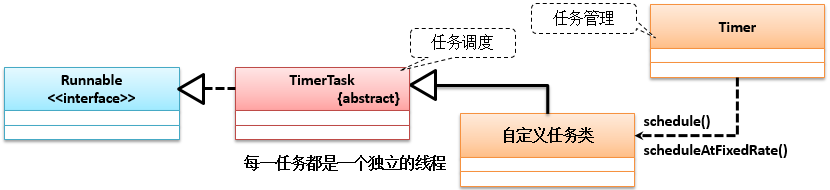 任务管理
Timer
任务调度
Runnable
<<interface>>
TimerTask
{abstract}
schedule()
自定义任务类
scheduleAtFixedRate()
每一任务都是一个独立的线程